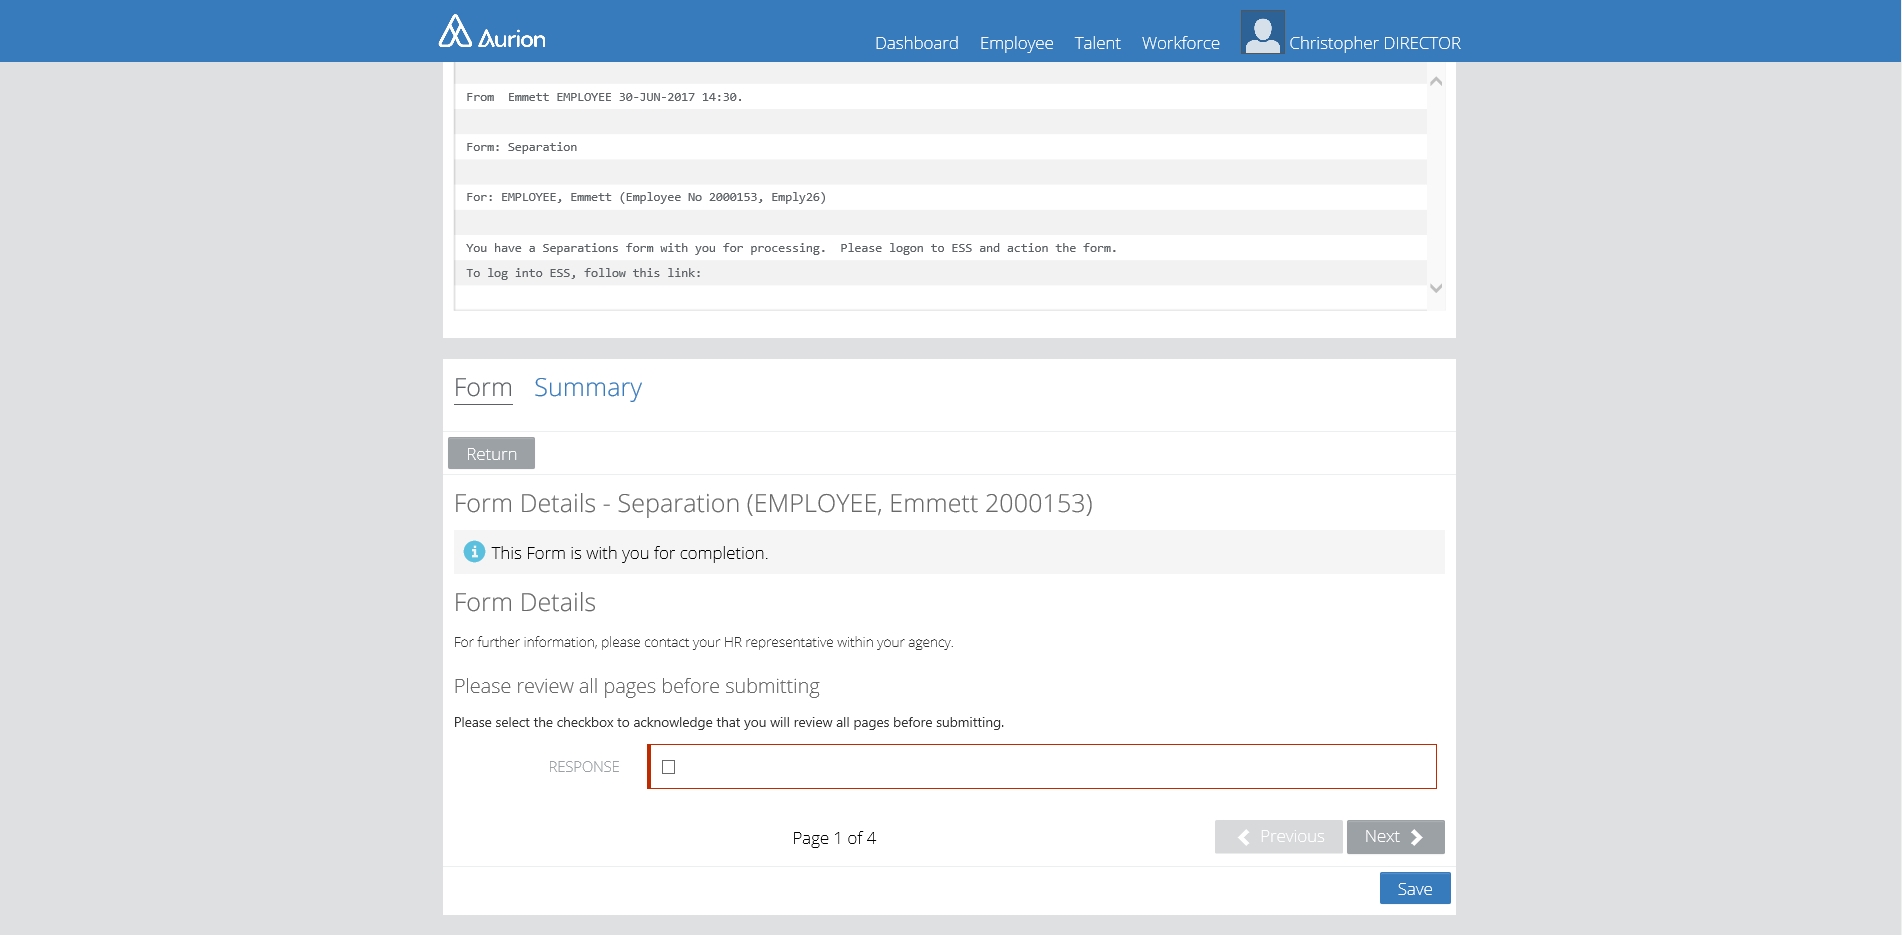 Aurion
Dashboard Employee Talent Workforce Christopher DIRECTOR
From  Emmett EMPLOYEE 30-JUN-2017 14:30.
Form: Separation
For: EMPLOYEE, Emmett (Employee No 2000153, Emply26)
You have a Separations form with you for processing.  Please logon to ESS and action the form.
To log into ESS, follow this link:
Form Summary
Return
Form Details - Separation (EMPLOYEE, Emmett 2000153)
This Form is with you for completion.
Form Details
For further information, please contact your HR representative within your agency.
Please review all pages before submitting
Please select the checkbox to acknowledge that you will review all pages before submitting.
RESPONSE
Page 1 of 4 Previous Next
Save